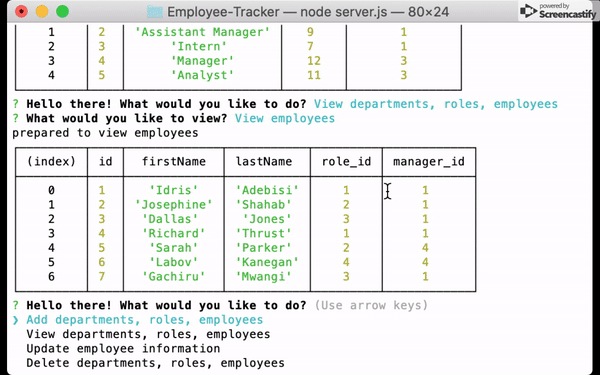 Employee-Tracker — node server.js — 80×24
powered by
Screencastify
1 2 'Assistant Manager' 9 1
2 3 'Intern' 7 1
3 4 'Manager' 12 3
4 5 'Analyst' 11 3
? Hello there! What would you like to do? View departments, roles, employees
? What would you like to view? View employees
prepared to view employees
(index) id firstName lastName role_id manager_id
0 1 'Idris' 'Adebisi' 1 1
1 2 'Josephine' 'Shahab' 2 1
2 3 'Dallas' 'Jones' 3 1
3 4 'Richard' 'Thrust' 1 1
4 5 'Sarah' 'Parker' 2 4
5 6 'Labov' 'Kanegan' 4 4
6 7 'Gachiru' 'Mwangi' 3 1
? Hello there! What would you like to do? (Use arrow keys)
❯ Add departments, roles, employees
View departments, roles, employees
Update employee information
Delete departments, roles, employees